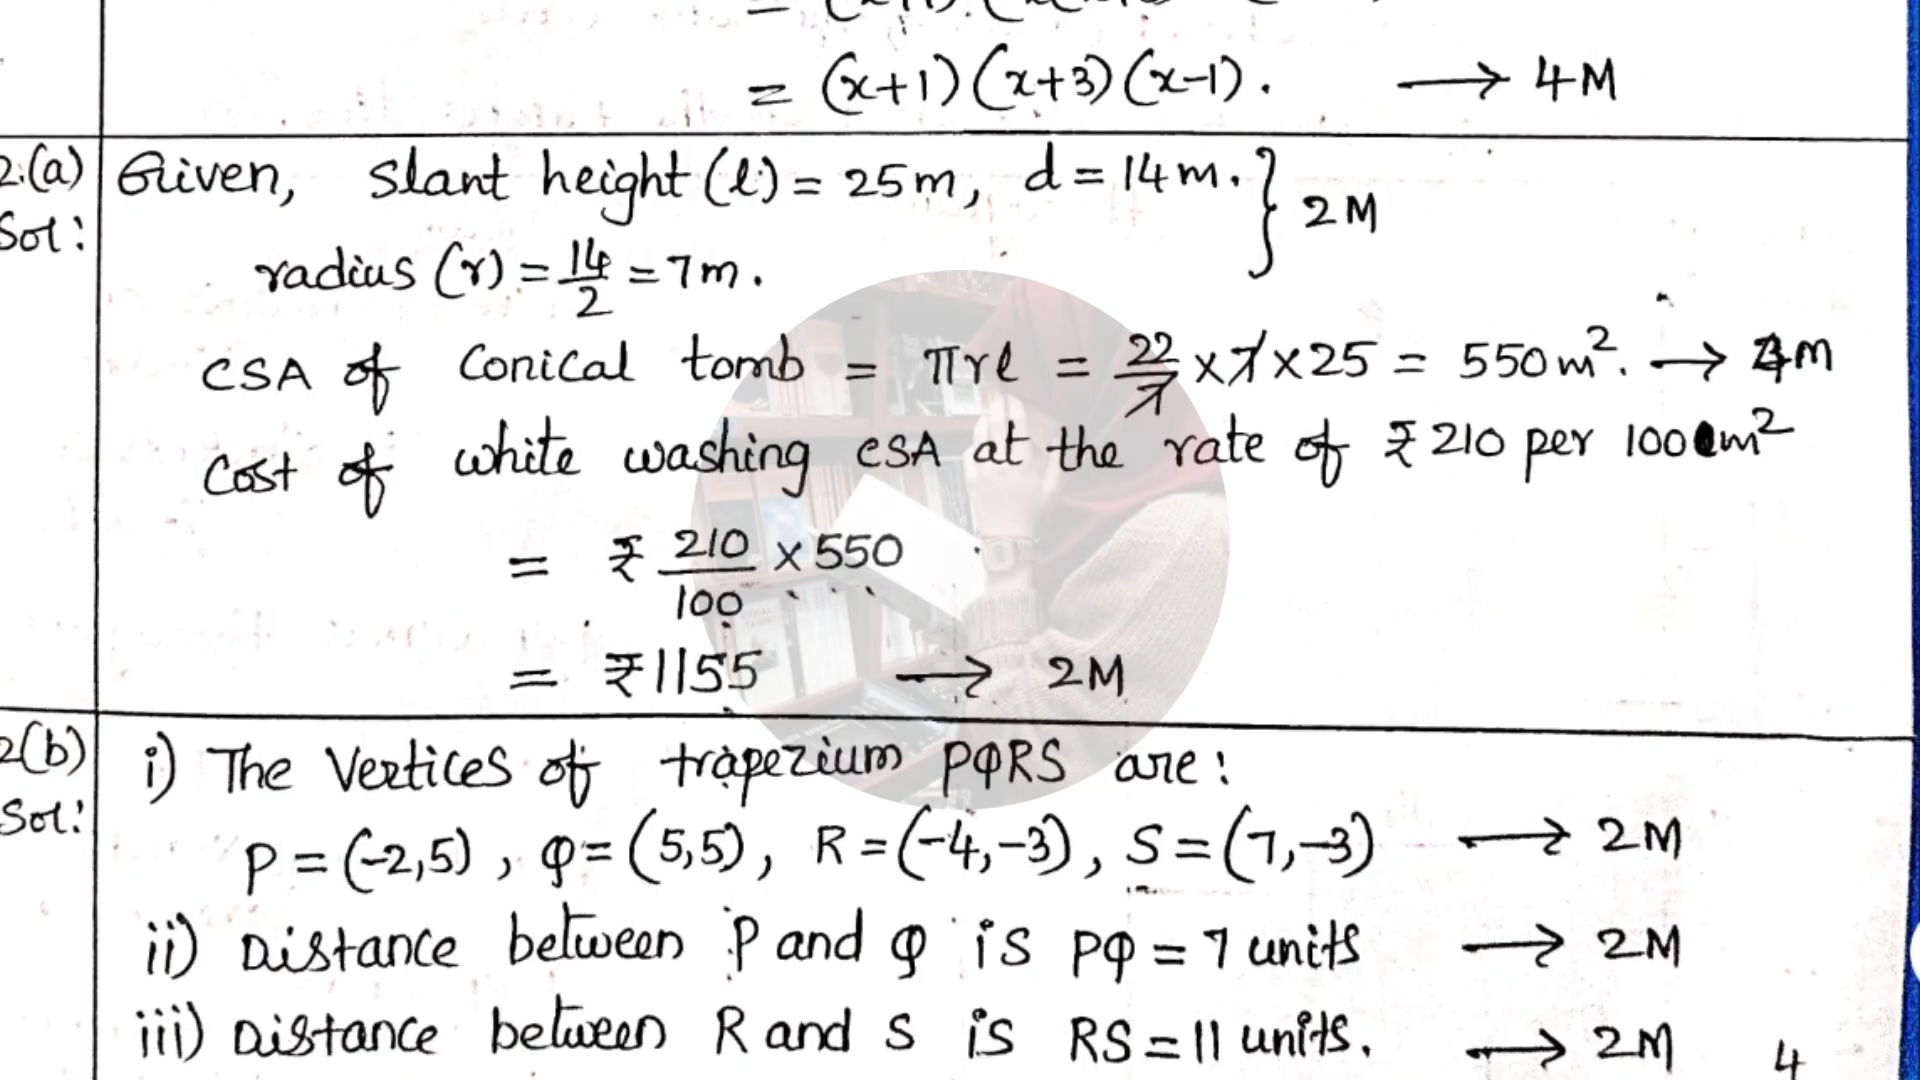 = (x+1)(x+3)(x-1). → 4M
2.(a) Given, slant height (l) = 25m, d = 14m. } 2M
Sol: radius (r) = 14/2 = 7m.
CSA of Conical tomb = πrl = 22/7 × 7 × 25 = 550 m². → 4M
Cost of white washing CSA at the rate of ₹210 per 100 m²
= ₹ 210/100 × 550
= ₹1155 → 2M
2(b) i) The Vertices of trapezium PQRS are:
Sol: P = (-2,5), Q = (5,5), R = (-4,-3), S = (7,-3) → 2M
ii) Distance between P and Q is PQ = 7 units → 2M
iii) Distance between R and S is RS = 11 units. → 2M 4